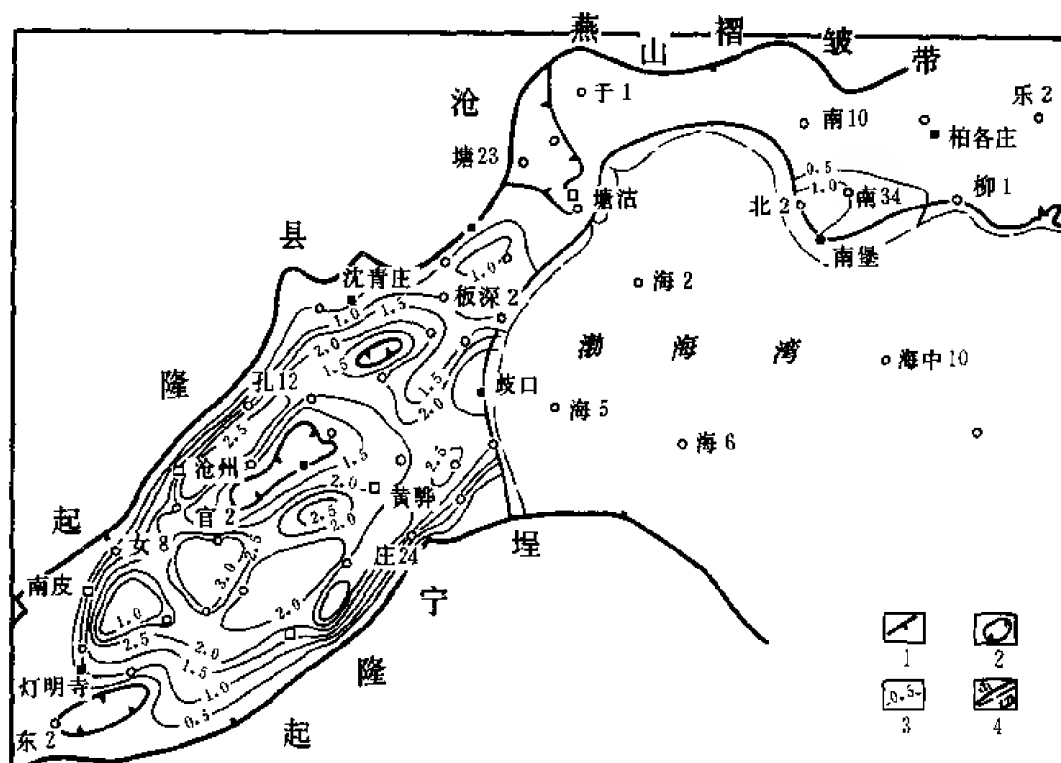 燕山褶皱带
沧县隆起
埕宁隆起
渤海湾
于1
乐2
南10
柏各庄
塘23
0.5
1.0
南34
柳1
塘沽
北2
南堡
沈青庄
1.0
板深2
海2
1.0
1.5
2.0
1.5
1.5
2.0
歧口
海中10
孔12
2.5
海5
海6
沧州
1.5
2.5
2.0
黄骅
官2
2.5
2.0
女8
2.5
庄24
3.0
南皮
1.0
2.0
2.5
2.0
1.5
灯明寺
1.0
0.5
东2
1
2
0.5
3
4